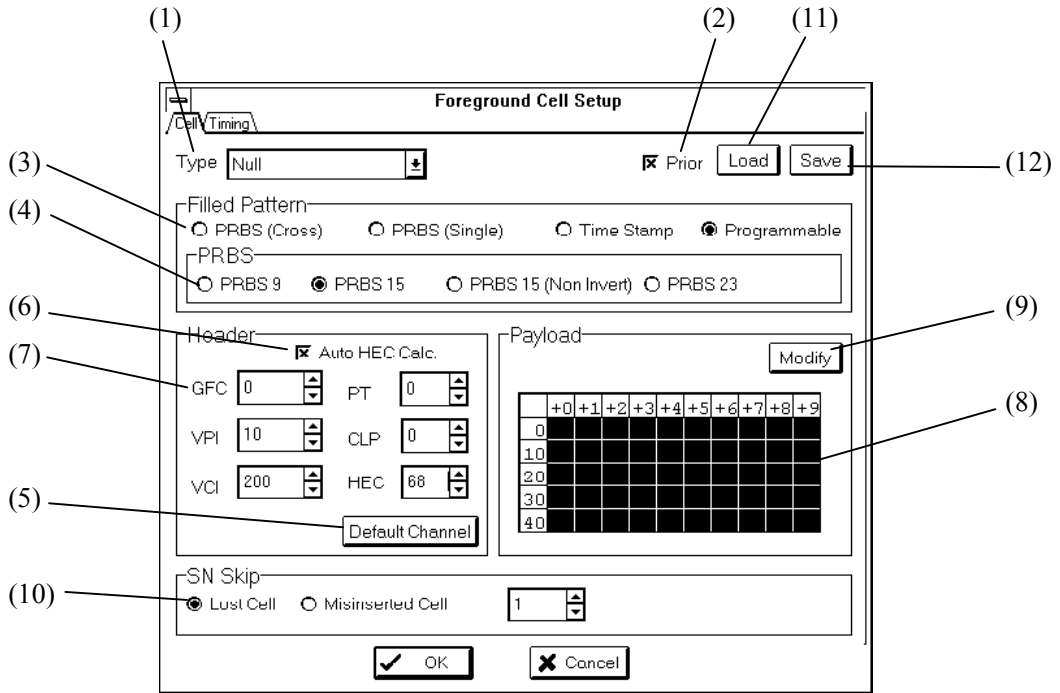 (1) (2) (11)
Foreground Cell Setup
Cell Timing
Type Null Prior Load Save
(3) (12)
Filled Pattern
(4)
PRBS (Cross) PRBS (Single) Time Stamp Programmable
PRBS
PRBS 9 PRBS 15 PRBS 15 (Non Invert) PRBS 23
(6) (9)
Header Payload
(7) Auto HEC Calc. Modify
GFC 0 PT 0
+0 +1 +2 +3 +4 +5 +6 +7 +8 +9 (8)
VPI 10 CLP 0 0
10
VCI 200 HEC 68 20
(5) 30
Default Channel 40
SN Skip
(10) Lost Cell Misinserted Cell 1
OK Cancel